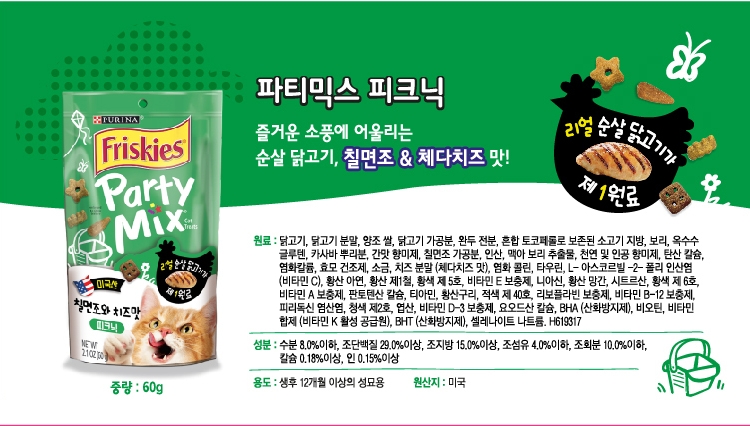 파티믹스 피크닉
즐거운 소풍에 어울리는
순살 닭고기, 칠면조 & 체다치즈 맛!
리얼 순살 닭고기가
제 1원료
PURINA
Friskies
Party
Mix
Cat
Treats
리얼 순살 닭고기가
제 1원료
미국산
칠면조와 치즈맛
피크닉
NET WT
2.1 OZ (60
중량 : 60g
원료 : 닭고기, 닭고기 분말, 양조 쌀, 닭고기 가공분, 완두 전분, 혼합 토코페롤로 보존된 소고기 지방, 보리, 옥수수
글루텐, 카사바 뿌리분, 간맛 향미제, 칠면조 가공분, 인산, 맥아 보리 추출물, 천연 및 인공 향미제, 탄산 칼슘,
염화칼륨, 효모 건조제, 소금, 치즈 분말 (체다치즈 맛), 염화 콜린, 타우린, L- 아스코르빌 -2- 폴리 인산염
(비타민 C), 황산 아연, 황산 제1철, 황색 제 5호, 비타민 E 보충제, 니아신, 황산 망간, 시트르산, 황색 제 6호,
비타민 A 보충제, 판토텐산 칼슘, 티아민, 황산구리, 적색 제 40호, 리보플라빈 보충제, 비타민 B-12 보충제,
피리독신 염산염, 청색 제2호, 엽산, 비타민 D-3 보충제, 요오드산 칼슘, BHA (산화방지제), 비오틴, 비타민
합제 (비타민 K 활성 공급원), BHT (산화방지제), 셀레나이트 나트륨. H619317
성분 : 수분 8.0%이하, 조단백질 29.0%이상, 조지방 15.0%이상, 조섬유 4.0%이하, 조회분 10.0%이하,
칼슘 0.18%이상, 인 0.15%이상
용도 : 생후 12개월 이상의 성묘용 원산지 : 미국